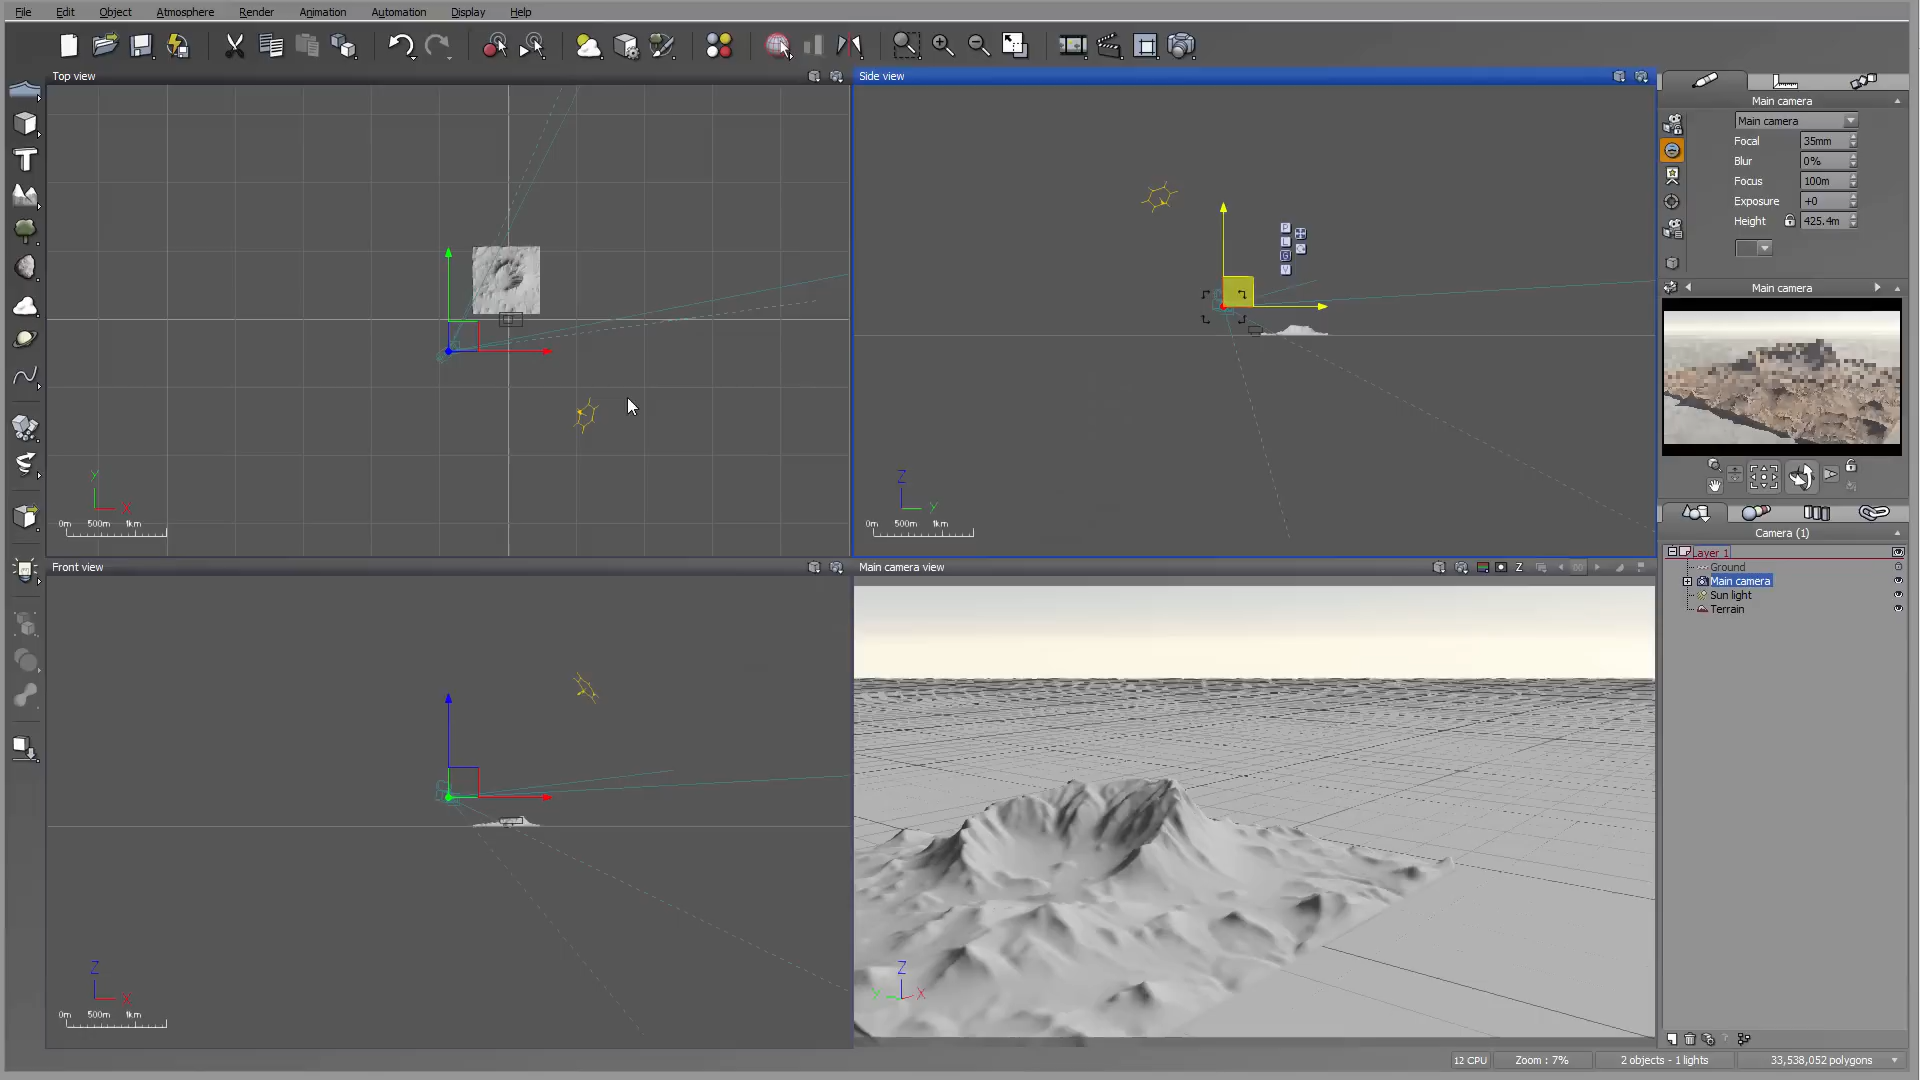 File Edit Object Atmosphere Render Animation Automation Display Help
Top view
Side view
Main camera
Main camera
Focal 35mm
Blur 0%
Focus 100m
Exposure +0
Height 425.4m
Main camera
P
L
G
V
Y
X
0m 500m 1km
Z
Y
0m 500m 1km
Camera (1)
Layer 1
Ground
Main camera
Sun light
Terrain
Front view
Main camera view
Z
Z
X
0m 500m 1km
Z
Y
X
12 CPU
Zoom : 7%
2 objects - 1 lights
33,538,052 polygons